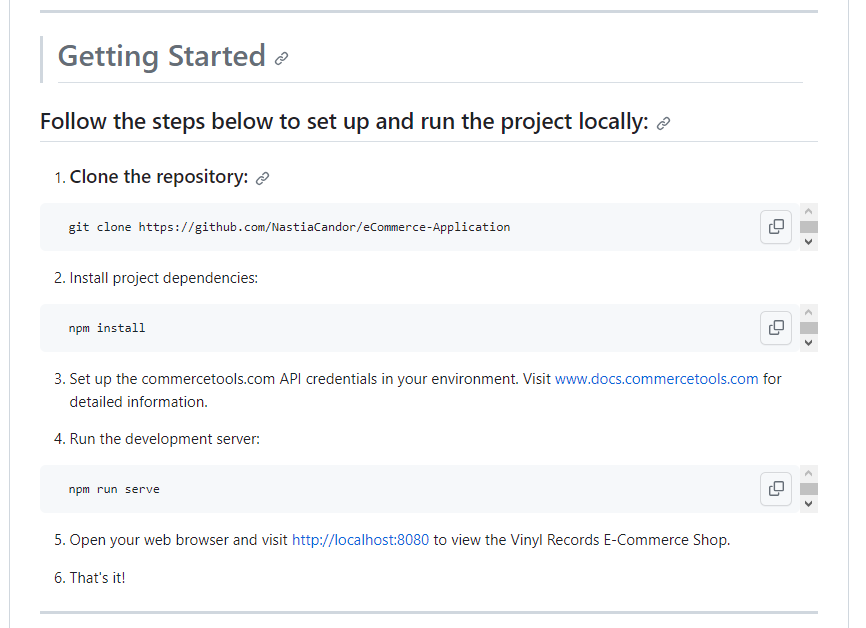 Getting Started
Follow the steps below to set up and run the project locally:
1. Clone the repository:
git clone https://github.com/NastiaCandor/eCommerce-Application
2. Install project dependencies:
npm install
3. Set up the commercetools.com API credentials in your environment. Visit www.docs.commercetools.com for
detailed information.
4. Run the development server:
npm run serve
5. Open your web browser and visit http://localhost:8080 to view the Vinyl Records E-Commerce Shop.
6. That's it!